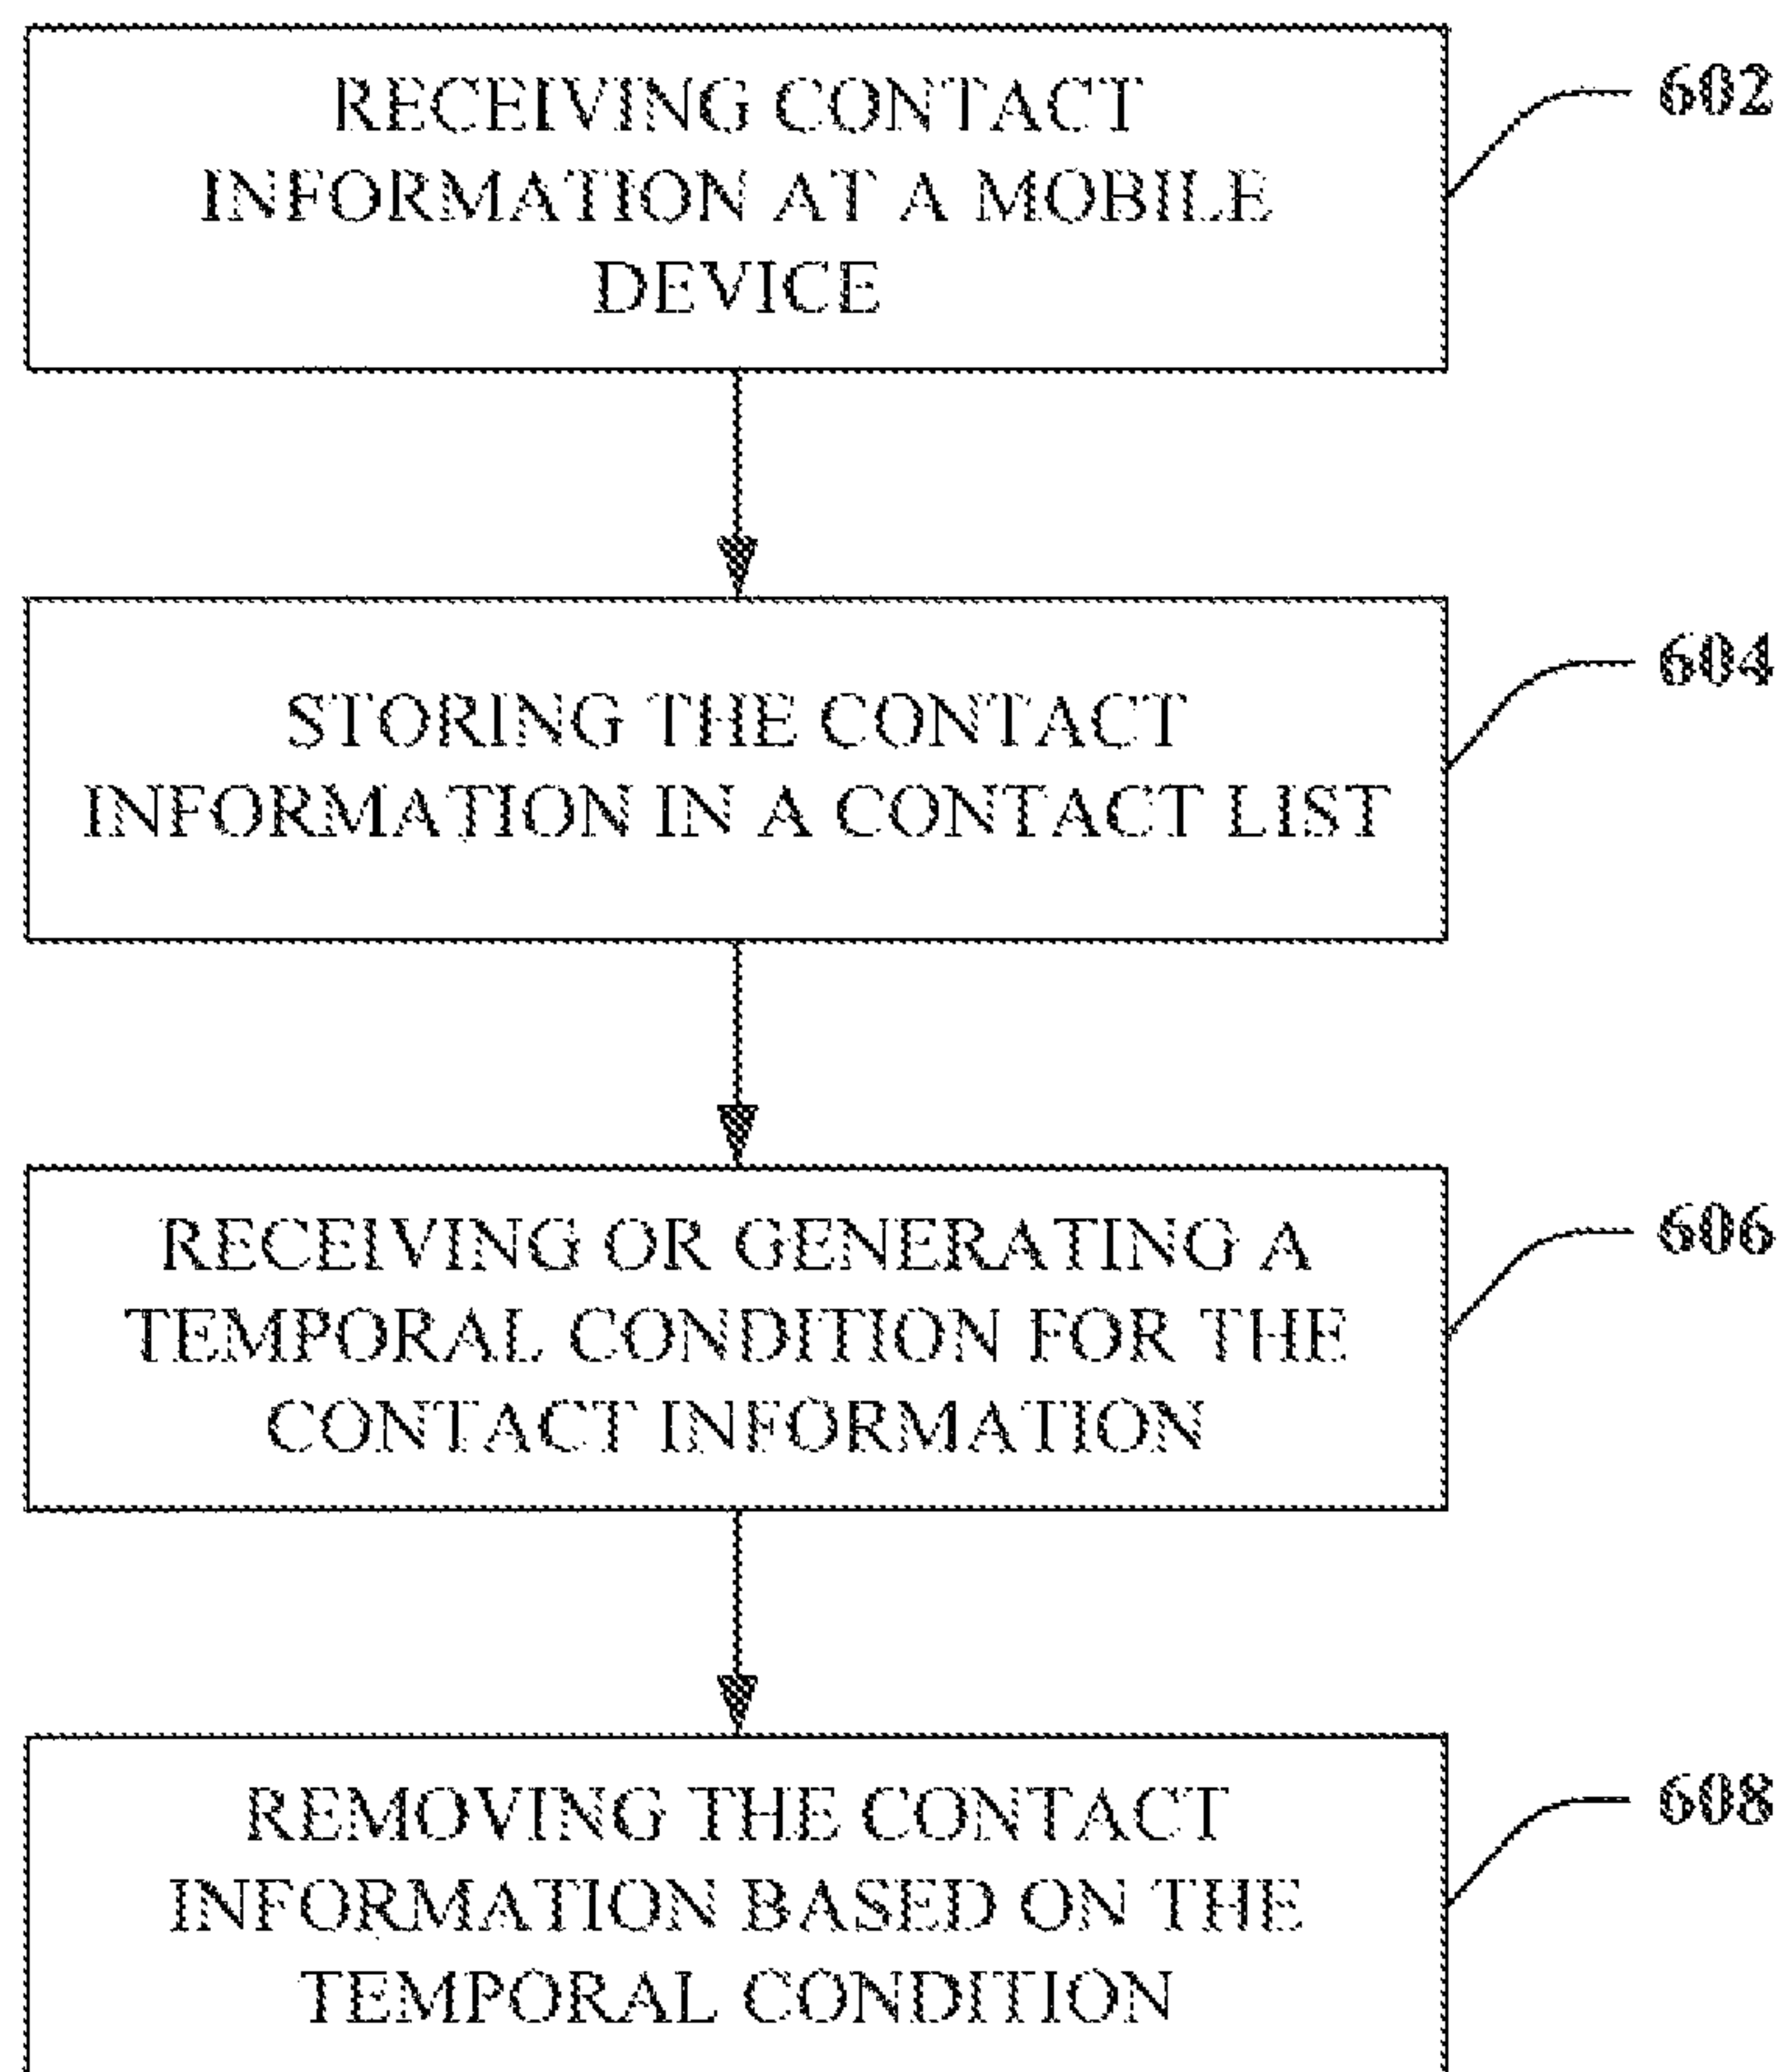 RECEIVING CONTACT
INFORMATION AT A MOBILE
DEVICE
602
STORING THE CONTACT
INFORMATION IN A CONTACT LIST
604
RECEIVING OR GENERATING A
TEMPORAL CONDITION FOR THE
CONTACT INFORMATION
606
REMOVING THE CONTACT
INFORMATION BASED ON THE
TEMPORAL CONDITION
608